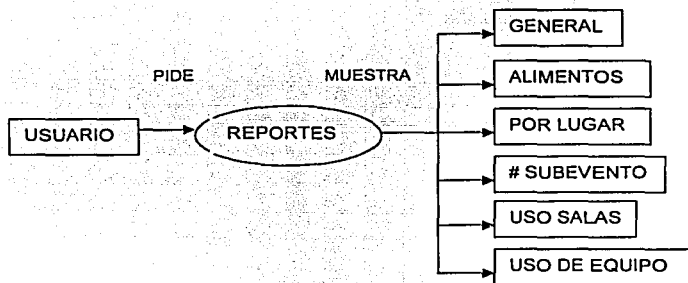 GENERAL
PIDE
MUESTRA
ALIMENTOS
USUARIO
REPORTES
POR LUGAR
# SUBEVENTO
USO SALAS
USO DE EQUIPO